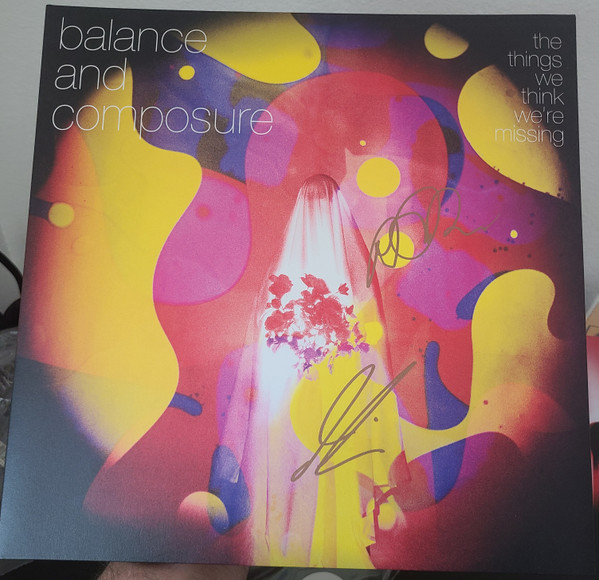 balance
and
composure
the
things
we
think
we're
missing